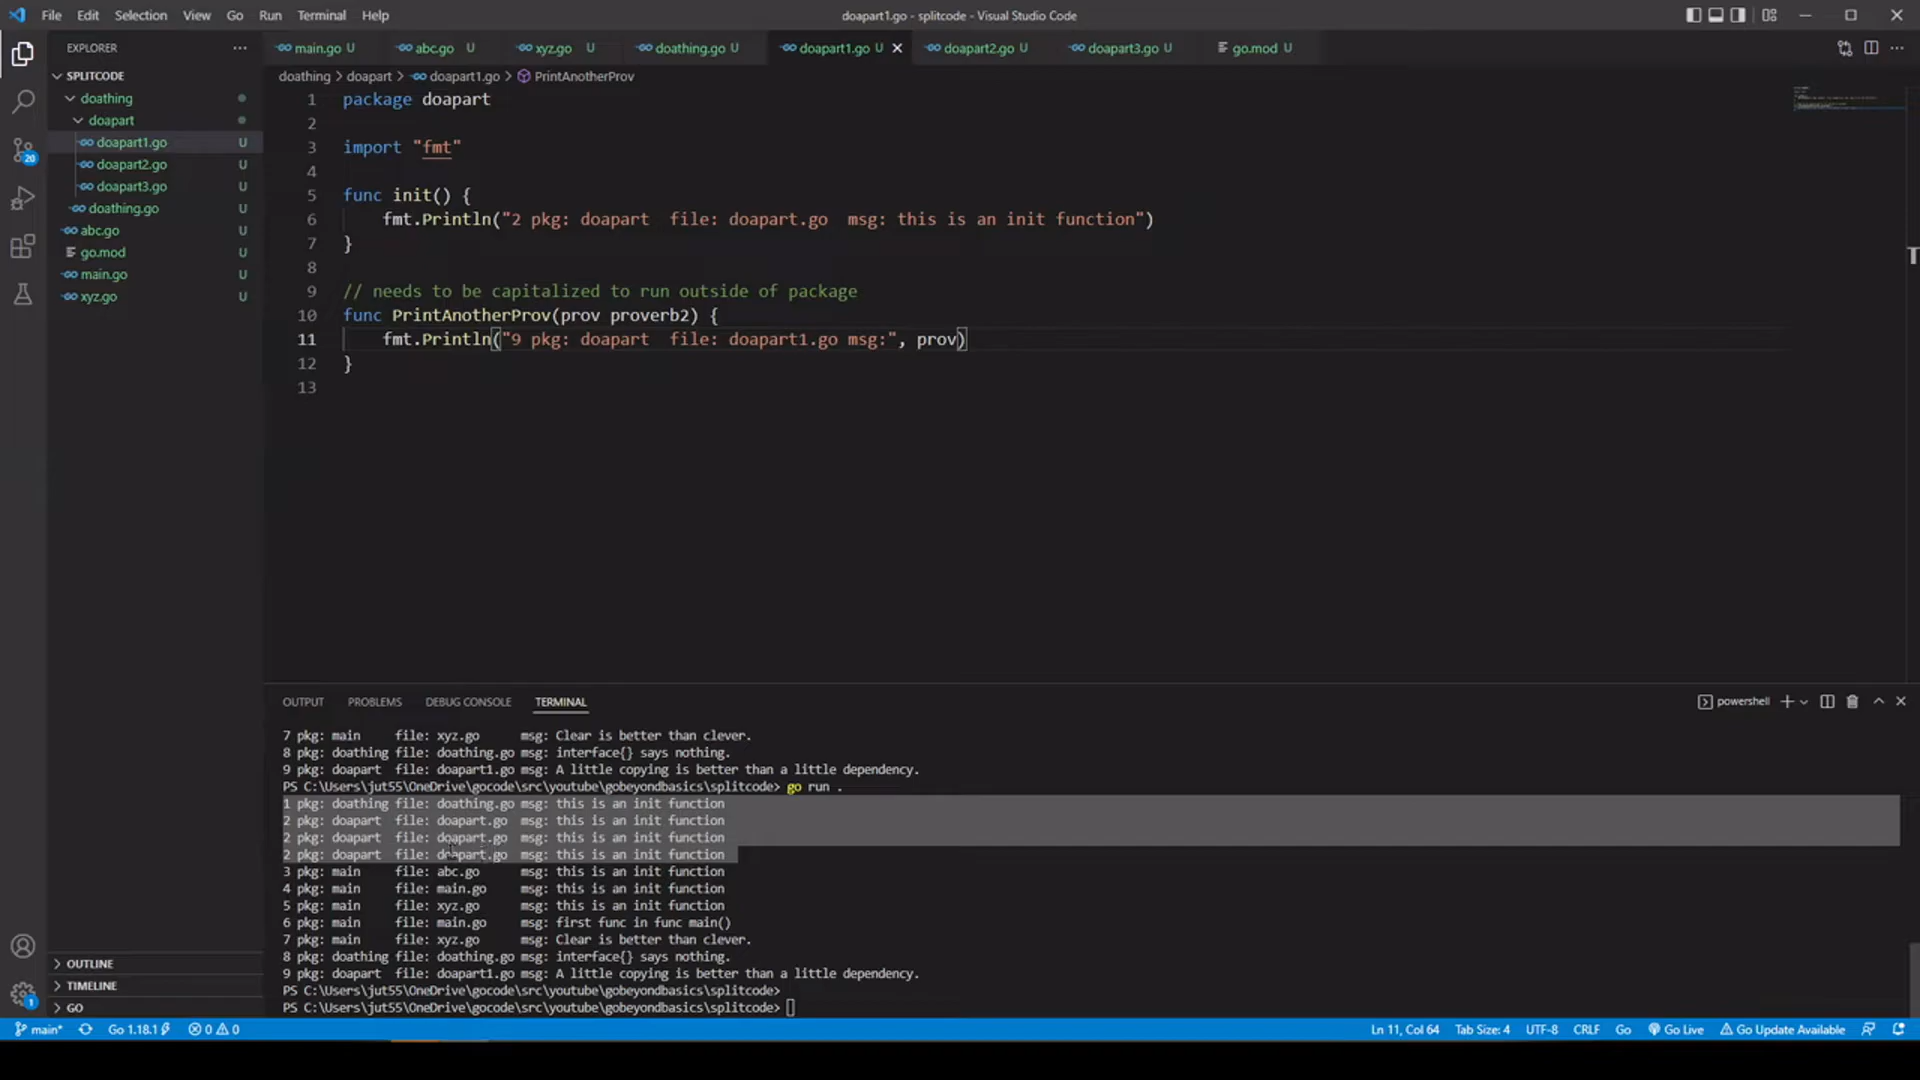 File Edit Selection View Go Run Terminal Help
doapart1.go - splitcode - Visual Studio Code
EXPLORER
SPLITCODE
doathing
doapart
doapart1.go U
doapart2.go U
doapart3.go U
doathing.go U
abc.go U
go.mod U
main.go U
xyz.go U
OUTLINE
TIMELINE
GO
main.go U abc.go U xyz.go U doathing.go U doapart1.go U doapart2.go U doapart3.go U go.mod U
doathing > doapart > doapart1.go > PrintAnotherProv
1 package doapart
2
3 import "fmt"
4
5 func init() {
6 fmt.Println("2 pkg: doapart  file: doapart.go  msg: this is an init function")
7 }
8
9 // needs to be capitalized to run outside of package
10 func PrintAnotherProv(prov proverb2) {
11 fmt.Println("9 pkg: doapart  file: doapart1.go msg:", prov)
12 }
13
OUTPUT PROBLEMS DEBUG CONSOLE TERMINAL
powershell
7 pkg: main     file: xyz.go      msg: Clear is better than clever.
8 pkg: doathing file: doathing.go msg: interface{} says nothing.
9 pkg: doapart  file: doapart1.go msg: A little copying is better than a little dependency.
PS C:\Users\jut55\OneDrive\gocode\src\youtube\gobeyondbasics\splitcode> go run .
1 pkg: doathing file: doathing.go msg: this is an init function
2 pkg: doapart  file: doapart.go  msg: this is an init function
2 pkg: doapart  file: doapart.go  msg: this is an init function
2 pkg: doapart  file: doapart.go  msg: this is an init function
3 pkg: main     file: abc.go      msg: this is an init function
4 pkg: main     file: main.go     msg: this is an init function
5 pkg: main     file: xyz.go      msg: this is an init function
6 pkg: main     file: main.go     msg: first func in func main()
7 pkg: main     file: xyz.go      msg: Clear is better than clever.
8 pkg: doathing file: doathing.go msg: interface{} says nothing.
9 pkg: doapart  file: doapart1.go msg: A little copying is better than a little dependency.
PS C:\Users\jut55\OneDrive\gocode\src\youtube\gobeyondbasics\splitcode>
PS C:\Users\jut55\OneDrive\gocode\src\youtube\gobeyondbasics\splitcode>
20
1
main* Go 1.18.1 0 0
Ln 11, Col 64 Tab Size: 4 UTF-8 CRLF Go Go Live Go Update Available